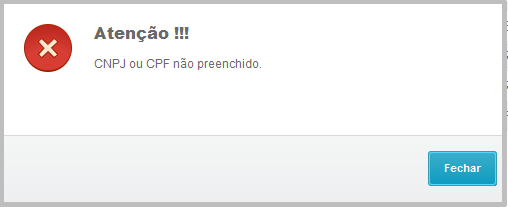 Atenção !!!
CNPJ ou CPF não preenchido.
Fechar